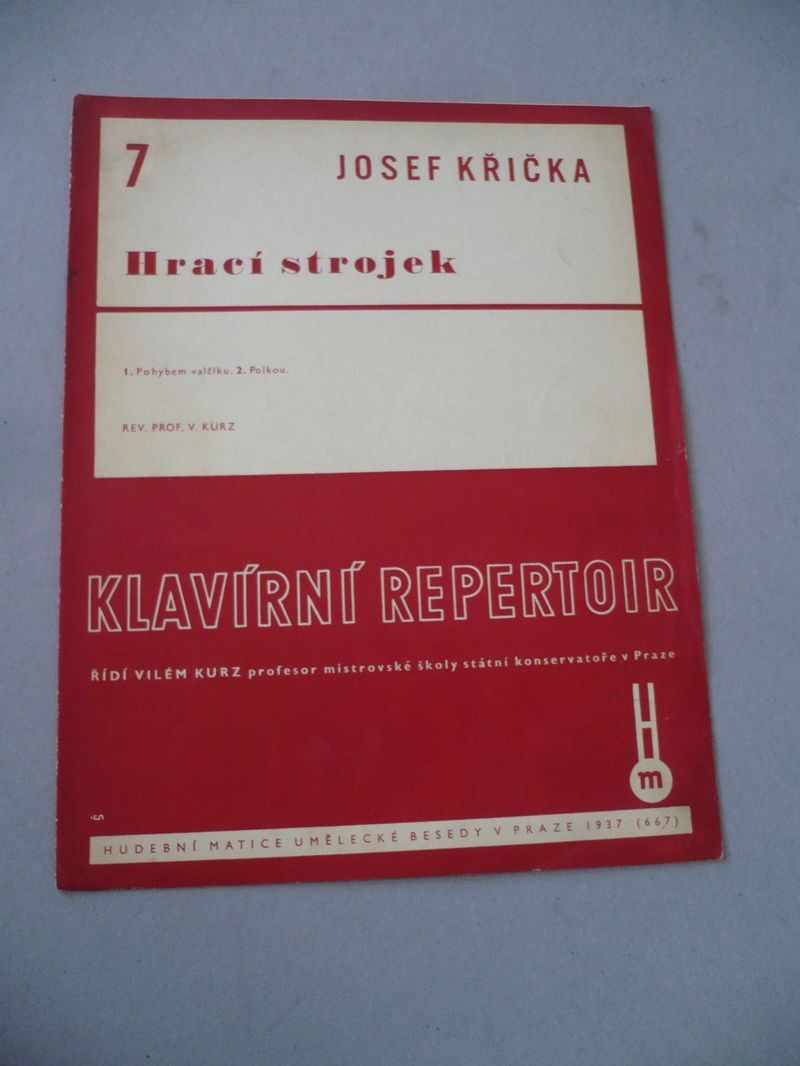 7 JOSEF KŘIČKA
Hrací strojek
1. Pohybem valčíku. 2. Polkou.
REV. PROF. V. KURZ
KLAVÍRNÍ REPERTOIR
ŘÍDÍ VILÉM KURZ profesor mistrovské školy státní konservatoře v Praze
Hm
HUDEBNÍ MATICE UMĚLECKÉ BESEDY V PRAZE 1937 (667)